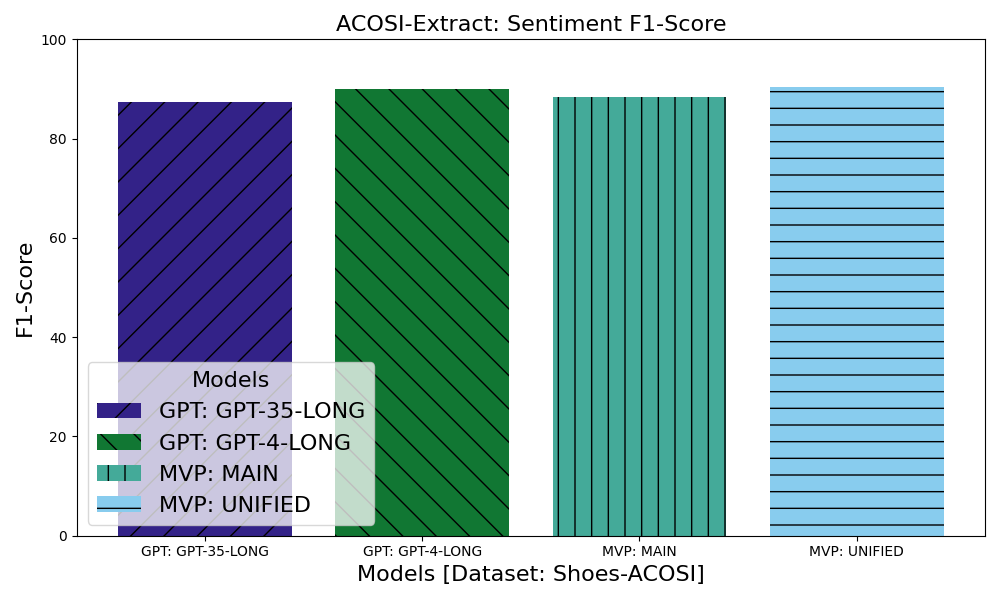 ACOSI-Extract: Sentiment F1-Score
100
80
60
40
20
0
F1-Score
Models
GPT: GPT-35-LONG
GPT: GPT-4-LONG
MVP: MAIN
MVP: UNIFIED
GPT: GPT-35-LONG
GPT: GPT-4-LONG
MVP: MAIN
MVP: UNIFIED
Models [Dataset: Shoes-ACOSI]